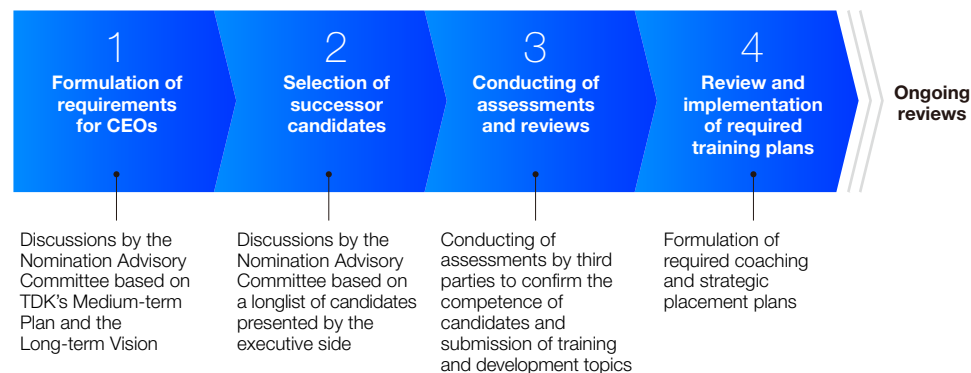 1
Formulation of
requirements
for CEOs
2
Selection of
successor
candidates
3
Conducting of
assessments
and reviews
4
Review and
implementation
of required
training plans
Ongoing
reviews
Discussions by the
Nomination Advisory
Committee based on
TDK's Medium-term
Plan and the
Long-term Vision
Discussions by the
Nomination Advisory
Committee based on
a longlist of candidates
presented by the
executive side
Conducting of
assessments by third
parties to confirm the
competence of
candidates and
submission of training
and development topics
Formulation of
required coaching
and strategic
placement plans